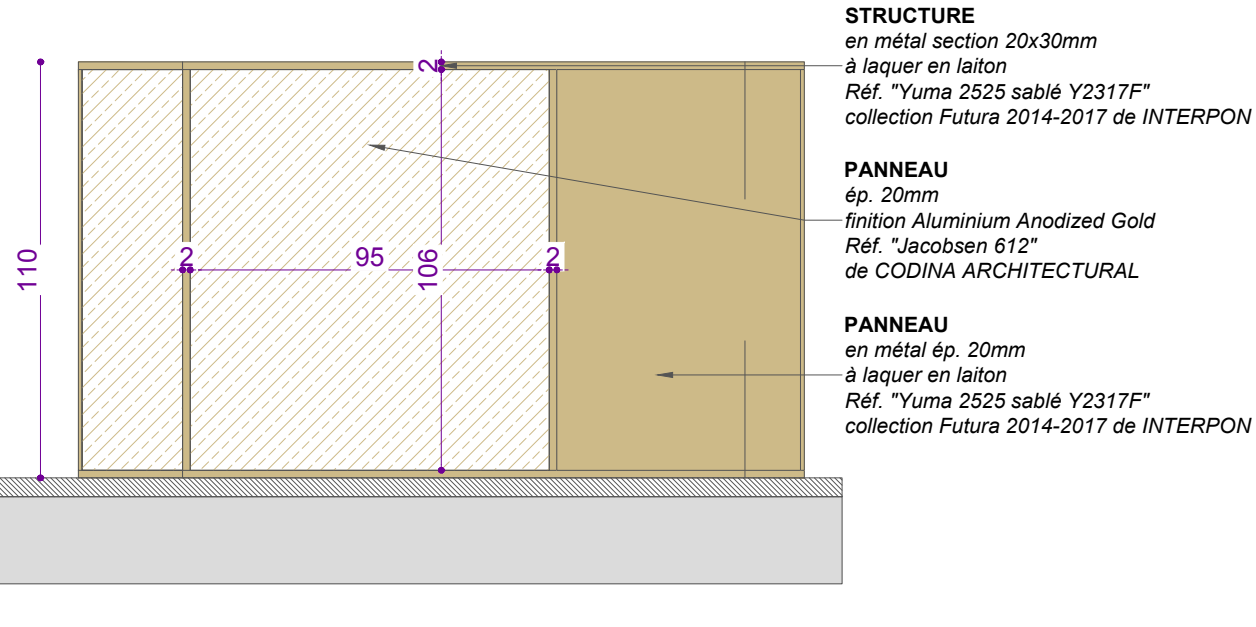 STRUCTURE
en métal section 20x30mm
à laquer en laiton
Réf. "Yuma 2525 sablé Y2317F"
collection Futura 2014-2017 de INTERPON
PANNEAU
ép. 20mm
finition Aluminium Anodized Gold
Réf. "Jacobsen 612"
de CODINA ARCHITECTURAL
PANNEAU
en métal ép. 20mm
à laquer en laiton
Réf. "Yuma 2525 sablé Y2317F"
collection Futura 2014-2017 de INTERPON
110
2
2
95
106
2